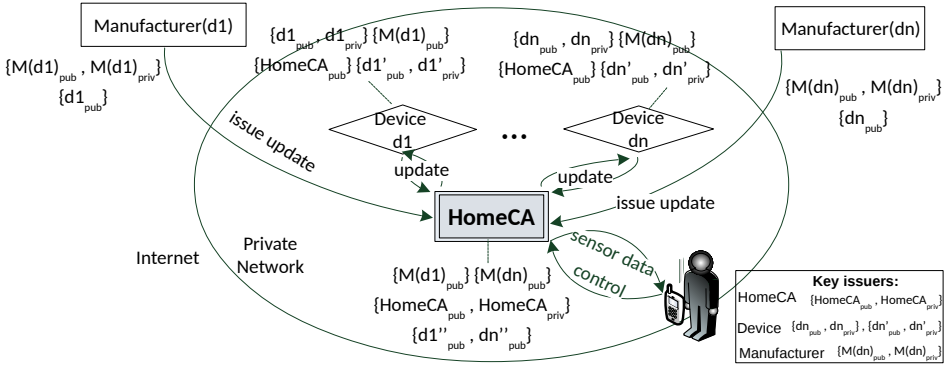 Manufacturer(d1)
{M(d1)pub , M(d1)priv}
{d1pub}
{d1pub , d1priv} {M(d1)pub}
{HomeCApub} {d1'pub , d1'priv}
{dnpub , dnpriv} {M(dn)pub}
{HomeCApub} {dn'pub , dn'priv}
Manufacturer(dn)
{M(dn)pub , M(dn)priv}
{dnpub}
Device
d1
...
Device
dn
issue update
update
update
issue update
HomeCA
sensor data
control
Internet
Private
Network
{M(d1)pub} {M(dn)pub}
{HomeCApub , HomeCApriv}
{d1''pub , dn''pub}
Key issuers:
HomeCA {HomeCApub , HomeCApriv}
Device {dnpub , dnpriv} , {dn'pub , dn'priv}
Manufacturer {M(dn)pub , M(dn)priv}